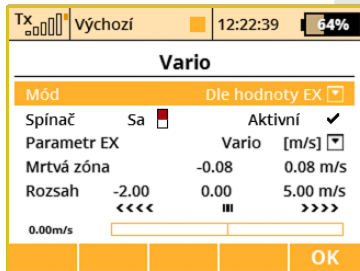 Tx Výchozí 12:22:39 64%
Vario
Mód Dle hodnoty EX
Spínač Sa Aktivní ✔
Parametr EX Vario [m/s]
Mrtvá zóna -0.08 0.08 m/s
Rozsah -2.00 0.00 5.00 m/s
<<<< III >>>>
0.00m/s
OK